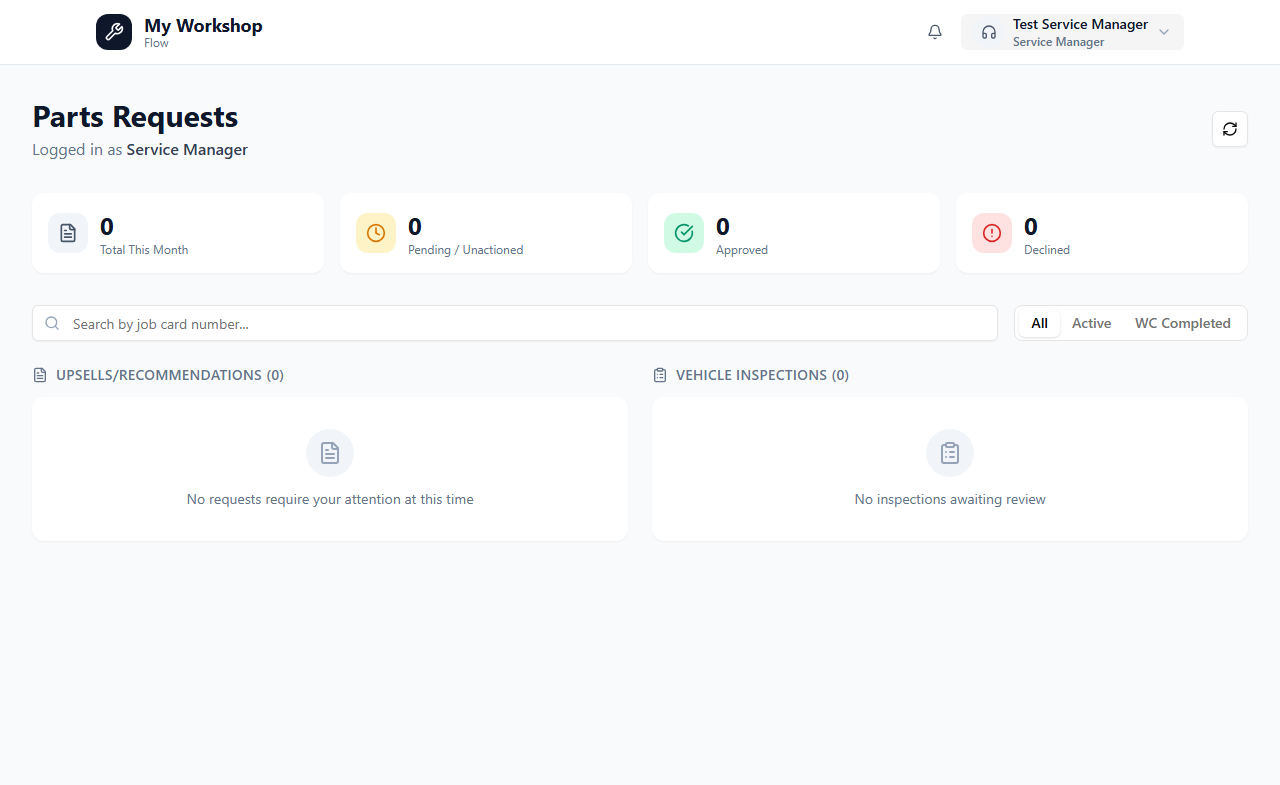 My Workshop
Flow
Test Service Manager
Service Manager
Parts Requests
Logged in as Service Manager
0
Total This Month
0
Pending / Unactioned
0
Approved
0
Declined
Search by job card number...
All
Active
WC Completed
UPSELLS/RECOMMENDATIONS (0)
No requests require your attention at this time
VEHICLE INSPECTIONS (0)
No inspections awaiting review